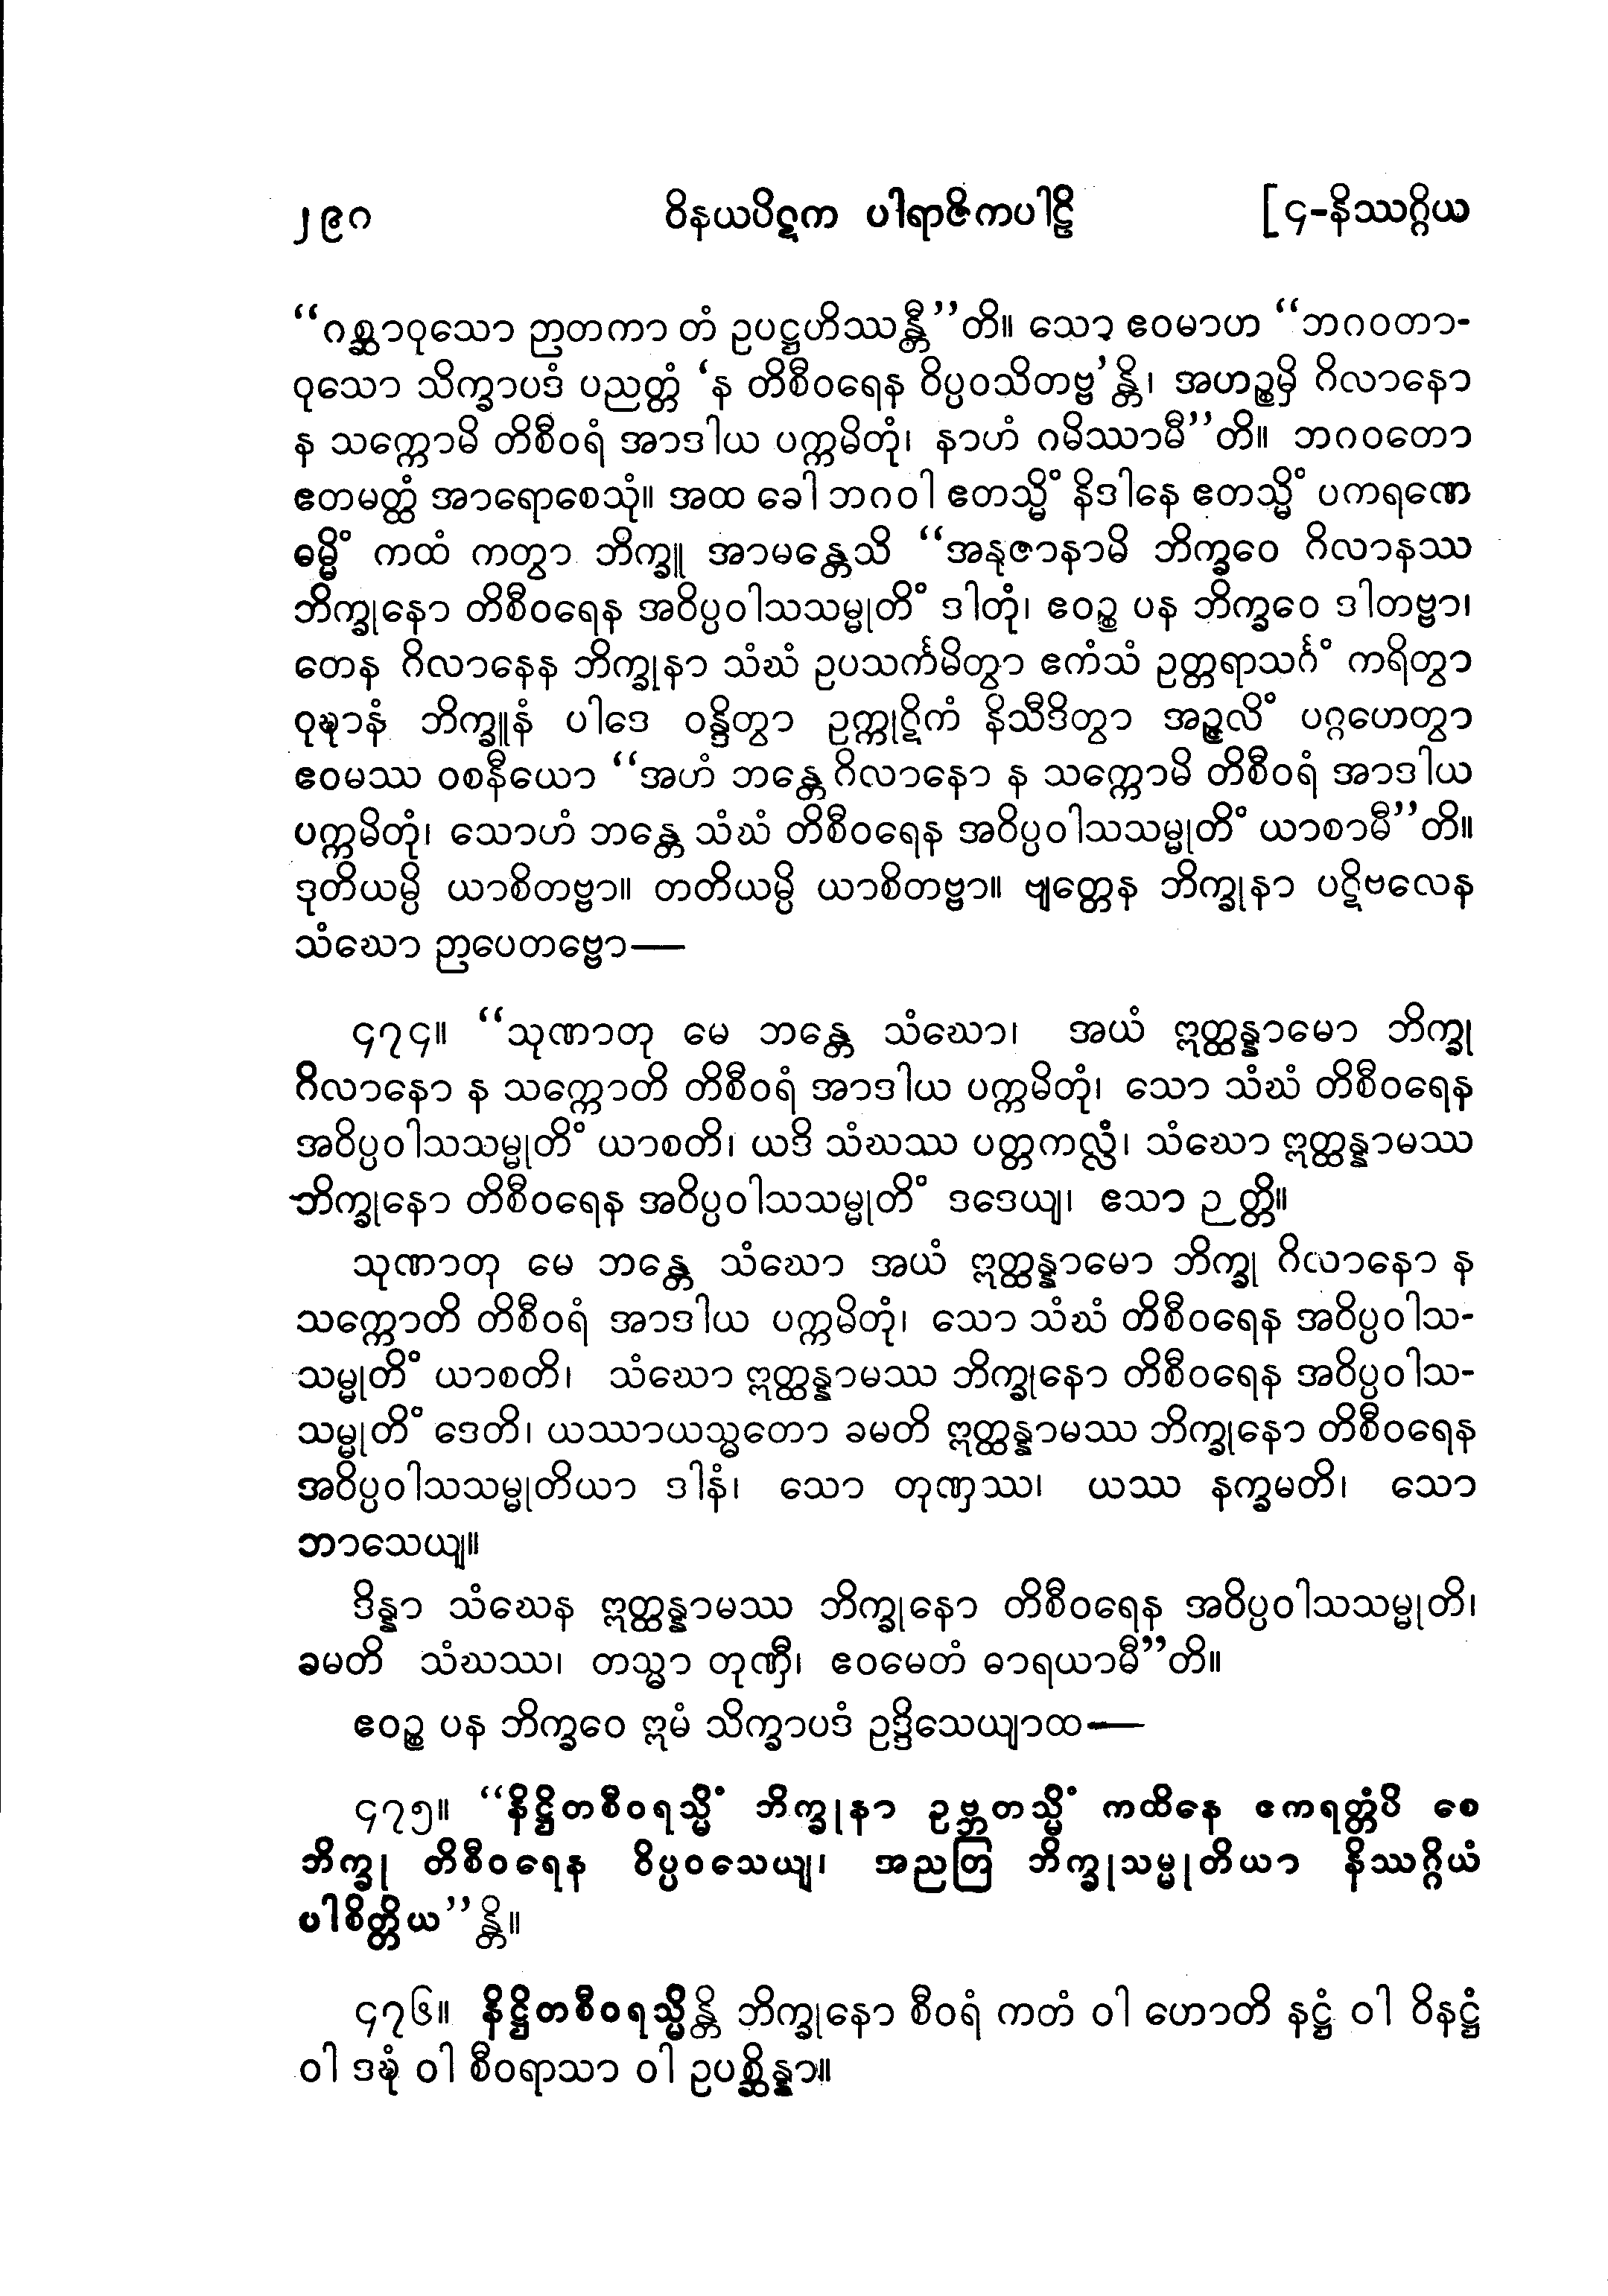 ၂၉၀ ဝိနယပိဋက ပါရာဇိကပါဠိ [၄-နိဿဂ္ဂိယ
“ဂစ္ဆာဝုသော ဉာတကာ တံ ဥပဋ္ဌဟိဿန္တီ”တိ။ သော ဧဝမာဟ “ဘဂဝတာ-
ဝုသော သိက္ခာပဒံ ပညတ္တံ ‘န တိစီဝရေန ဝိပ္ပဝသိတဗ္ဗ’န္တိ၊ အဟဉ္စမှိ ဂိလာနော
န သက္ကောမိ တိစီဝရံ အာဒါယ ပက္ကမိတုံ၊ နာဟံ ဂမိဿာမီ”တိ။ ဘဂဝတော
ဧတမတ္ထံ အာရောစေသုံ။ အထ ခေါ ဘဂဝါ ဧတသ္မိံ နိဒါနေ ဧတသ္မိံ ပကရဏေ
ဓမ္မိံ ကထံ ကတွာ ဘိက္ခူ အာမန္တေသိ “အနုဇာနာမိ ဘိက္ခဝေ ဂိလာနဿ
ဘိက္ခုနော တိစီဝရေန အဝိပ္ပဝါသသမ္မုတိံ ဒါတုံ၊ ဧဝဉ္စ ပန ဘိက္ခဝေ ဒါတဗ္ဗာ၊
တေန ဂိလာနေန ဘိက္ခုနာ သံဃံ ဥပသင်္ကမိတွာ ဧကံသံ ဥတ္တရာသင်္ဂံ ကရိတွာ
ဝုဍ္ဎာနံ ဘိက္ခူနံ ပါဒေ ဝန္ဒိတွာ ဥက္ကုဋိကံ နိသီဒိတွာ အဉ္ဇလိံ ပဂ္ဂဟေတွာ
ဧဝမဿ ဝစနီယော “အဟံ ဘန္တေ ဂိလာနော န သက္ကောမိ တိစီဝရံ အာဒါယ
ပက္ကမိတုံ၊ သောဟံ ဘန္တေ သံဃံ တိစီဝရေန အဝိပ္ပဝါသသမ္မုတိံ ယာစာမီ”တိ။
ဒုတိယမ္ပိ ယာစိတဗ္ဗာ။ တတိယမ္ပိ ယာစိတဗ္ဗာ။ ဗျတ္တေန ဘိက္ခုနာ ပဋိဗလေန
သံဃော ဉာပေတဗ္ဗော—
၄၇၄။ “သုဏာတု မေ ဘန္တေ သံဃော၊ အယံ ဣတ္ထန္နာမော ဘိက္ခု
ဂိလာနော န သက္ကောတိ တိစီဝရံ အာဒါယ ပက္ကမိတုံ၊ သော သံဃံ တိစီဝရေန
အဝိပ္ပဝါသသမ္မုတိံ ယာစတိ၊ ယဒိ သံဃဿ ပတ္တကလ္လံ၊ သံဃော ဣတ္ထန္နာမဿ
ဘိက္ခုနော တိစီဝရေန အဝိပ္ပဝါသသမ္မုတိံ ဒဒေယျ၊ ဧသာ ဉတ္တိ။
သုဏာတု မေ ဘန္တေ သံဃော အယံ ဣတ္ထန္နာမော ဘိက္ခု ဂိလာနော န
သက္ကောတိ တိစီဝရံ အာဒါယ ပက္ကမိတုံ၊ သော သံဃံ တိစီဝရေန အဝိပ္ပဝါသ-
သမ္မုတိံ ယာစတိ၊ သံဃော ဣတ္ထန္နာမဿ ဘိက္ခုနော တိစီဝရေန အဝိပ္ပဝါသ-
သမ္မုတိံ ဒေတိ၊ ယဿာယသ္မတော ခမတိ ဣတ္ထန္နာမဿ ဘိက္ခုနော တိစီဝရေန
အဝိပ္ပဝါသသမ္မုတိယာ ဒါနံ၊ သော တုဏှဿ၊ ယဿ နက္ခမတိ၊ သော
ဘာသေယျ။
ဒိန္နာ သံဃေန ဣတ္ထန္နာမဿ ဘိက္ခုနော တိစီဝရေန အဝိပ္ပဝါသသမ္မုတိ၊
ခမတိ သံဃဿ၊ တသ္မာ တုဏှီ၊ ဧဝမေတံ ဓာရယာမီ”တိ။
ဧဝဉ္စ ပန ဘိက္ခဝေ ဣမံ သိက္ခာပဒံ ဥဒ္ဒိသေယျာထ—
၄၇၅။ “နိဋ္ဌိတစီဝရသ္မိံ ဘိက္ခုနာ ဥဗ္ဘတသ္မိံ ကထိနေ ဧကရတ္တံပိ စေ
ဘိက္ခု တိစီဝရေန ဝိပ္ပဝသေယျ၊ အညတြ ဘိက္ခုသမ္မုတိယာ နိဿဂ္ဂိယံ
ပါစိတ္တိယ”န္တိ။
၄၇၆။ နိဋ္ဌိတစီဝရသ္မိန္တိ ဘိက္ခုနော စီဝရံ ကတံ ဝါ ဟောတိ နဋ္ဌံ ဝါ ဝိနဋ္ဌံ
ဝါ ဒဍ္ဎံ ဝါ စီဝရာသာ ဝါ ဥပစ္ဆိန္နာ။